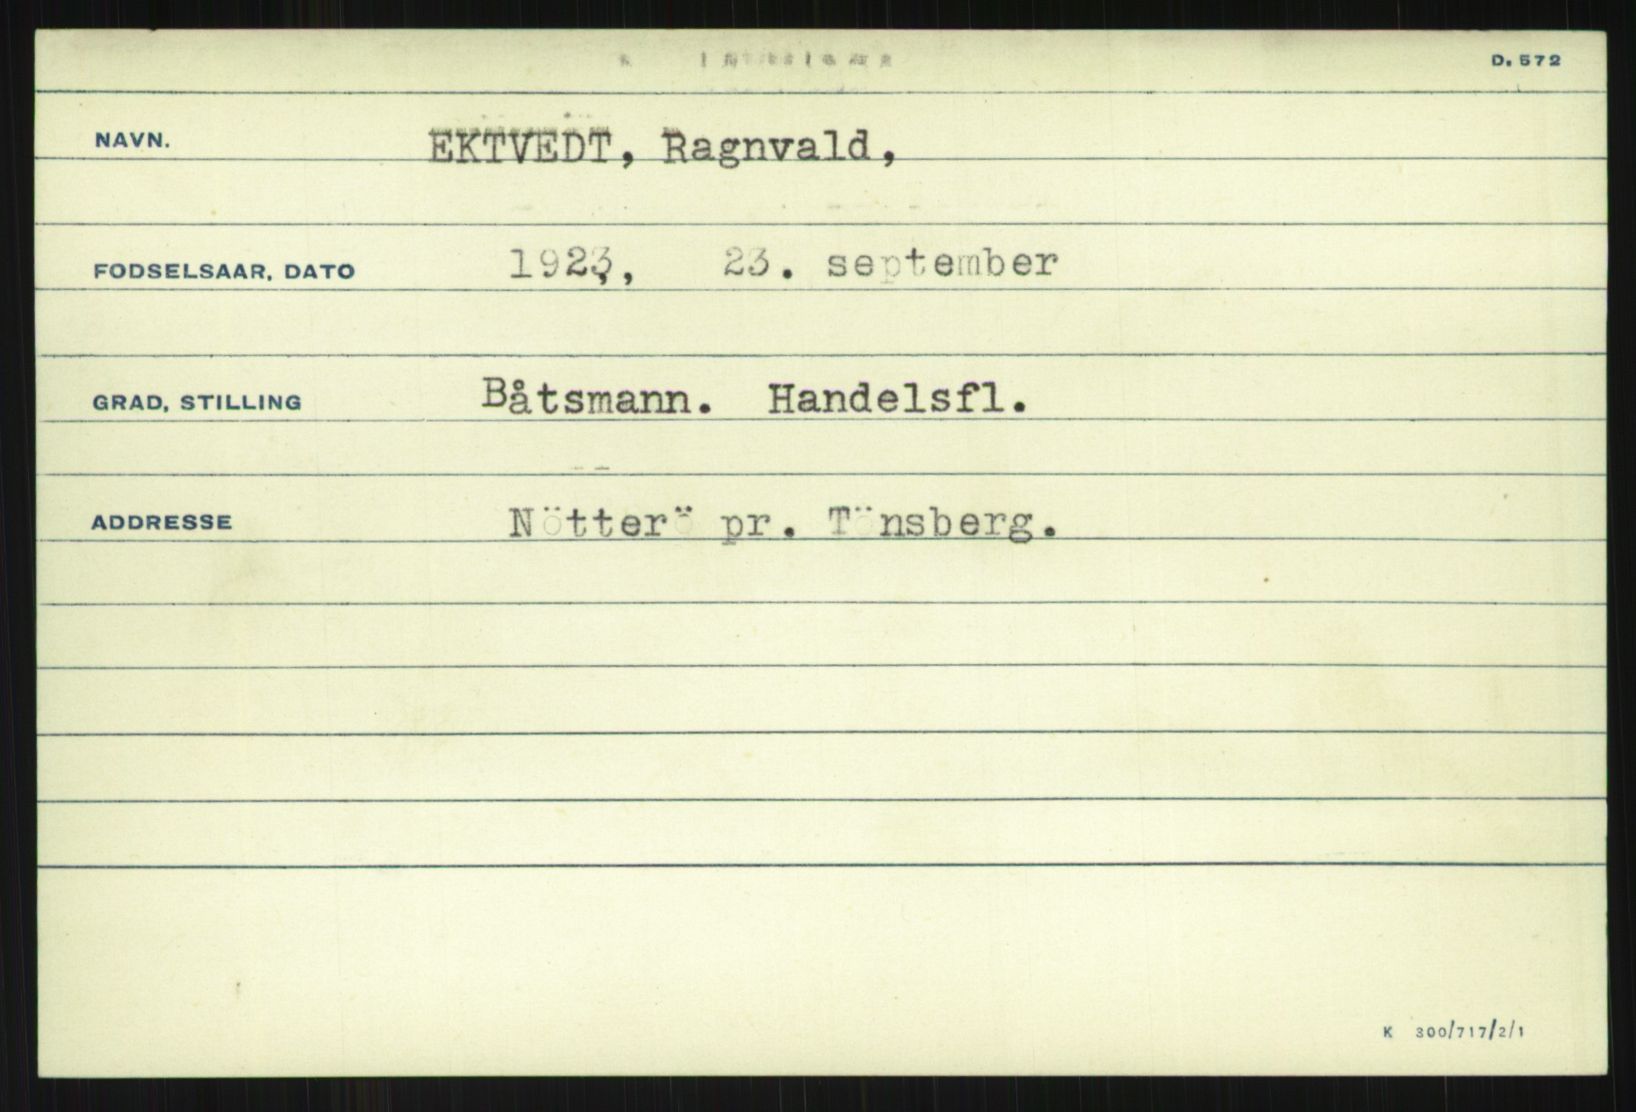 D. 572
NAVN. EKTVEDT, Ragnvald,
FODSELSAAR, DATO 1923, 23. september
GRAD, STILLING Båtsmann. Handelsfl.
ADDRESSE Nötterö pr. Tönsberg.
K 300/717/2/1